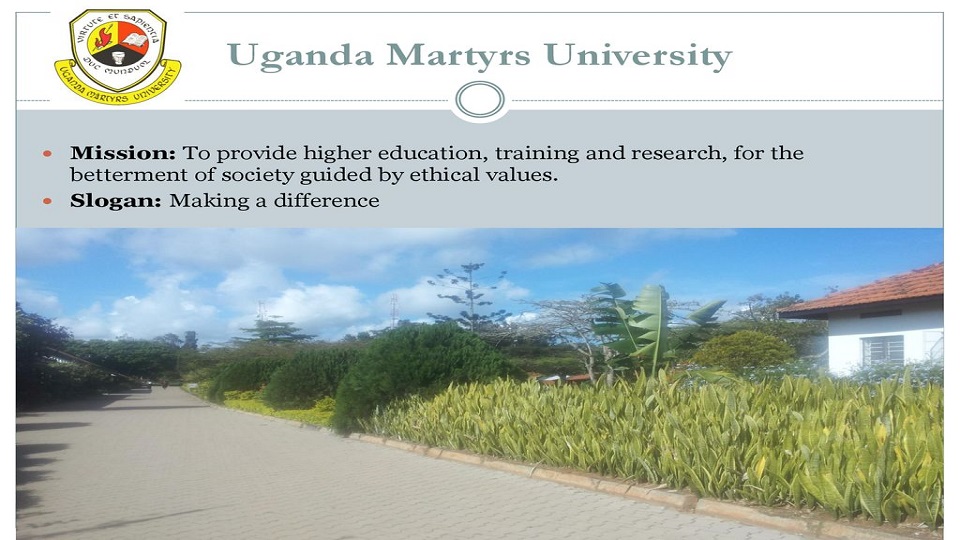 VIRTUTE ET SAPIENTIA
DUC MUNDUM
UGANDA MARTYRS UNIVERSITY
Uganda Martyrs University
• Mission: To provide higher education, training and research, for the
betterment of society guided by ethical values.
• Slogan: Making a difference